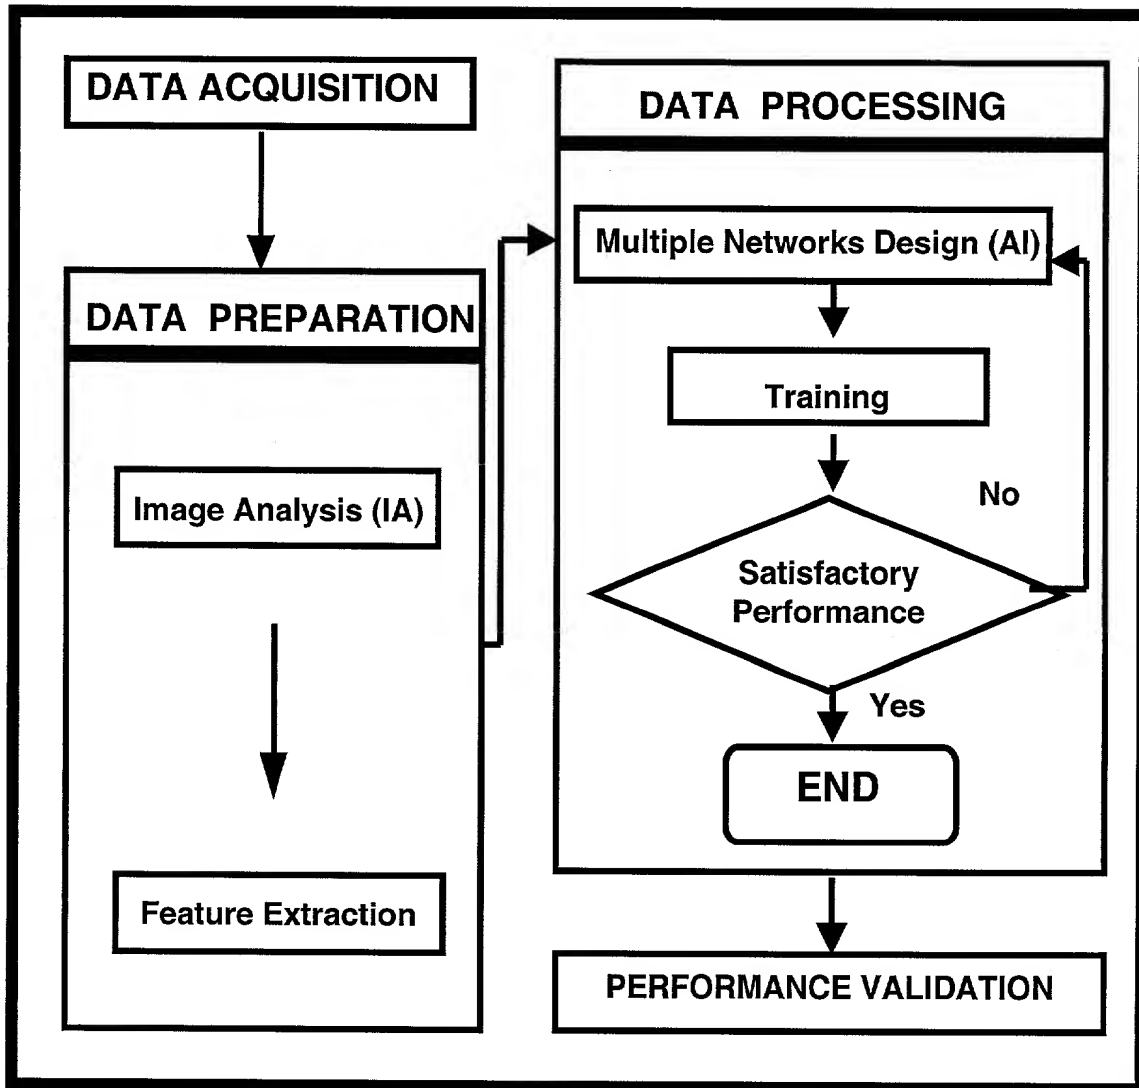 DATA ACQUISITION
DATA PREPARATION
Image Analysis (IA)
Feature Extraction
DATA PROCESSING
Multiple Networks Design (AI)
Training
No
Satisfactory
Performance
Yes
END
PERFORMANCE VALIDATION